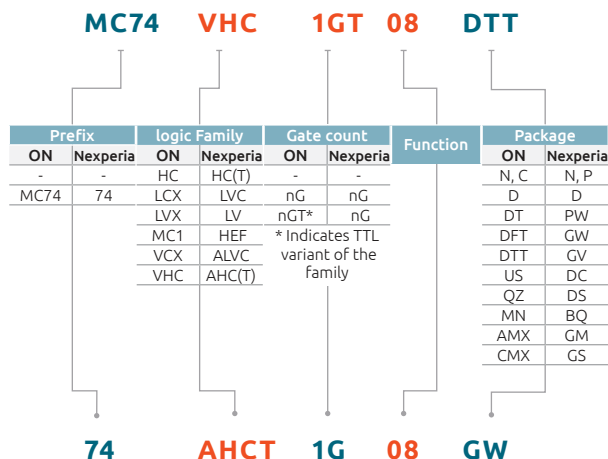 MC74 VHC 1GT 08 DTT
Prefix logic Family Gate count Function Package
ON Nexperia ON Nexperia ON Nexperia ON Nexperia
- - HC HC(T) - - N, C N, P
MC74 74 LCX LVC nG nG D D
LVX LV nGT* nG DT PW
MC1 HEF * Indicates TTL DFT GW
VCX ALVC variant of the DTT GV
VHC AHC(T) family US DC
QZ DS
MN BQ
AMX GM
CMX GS
74 AHCT 1G 08 GW